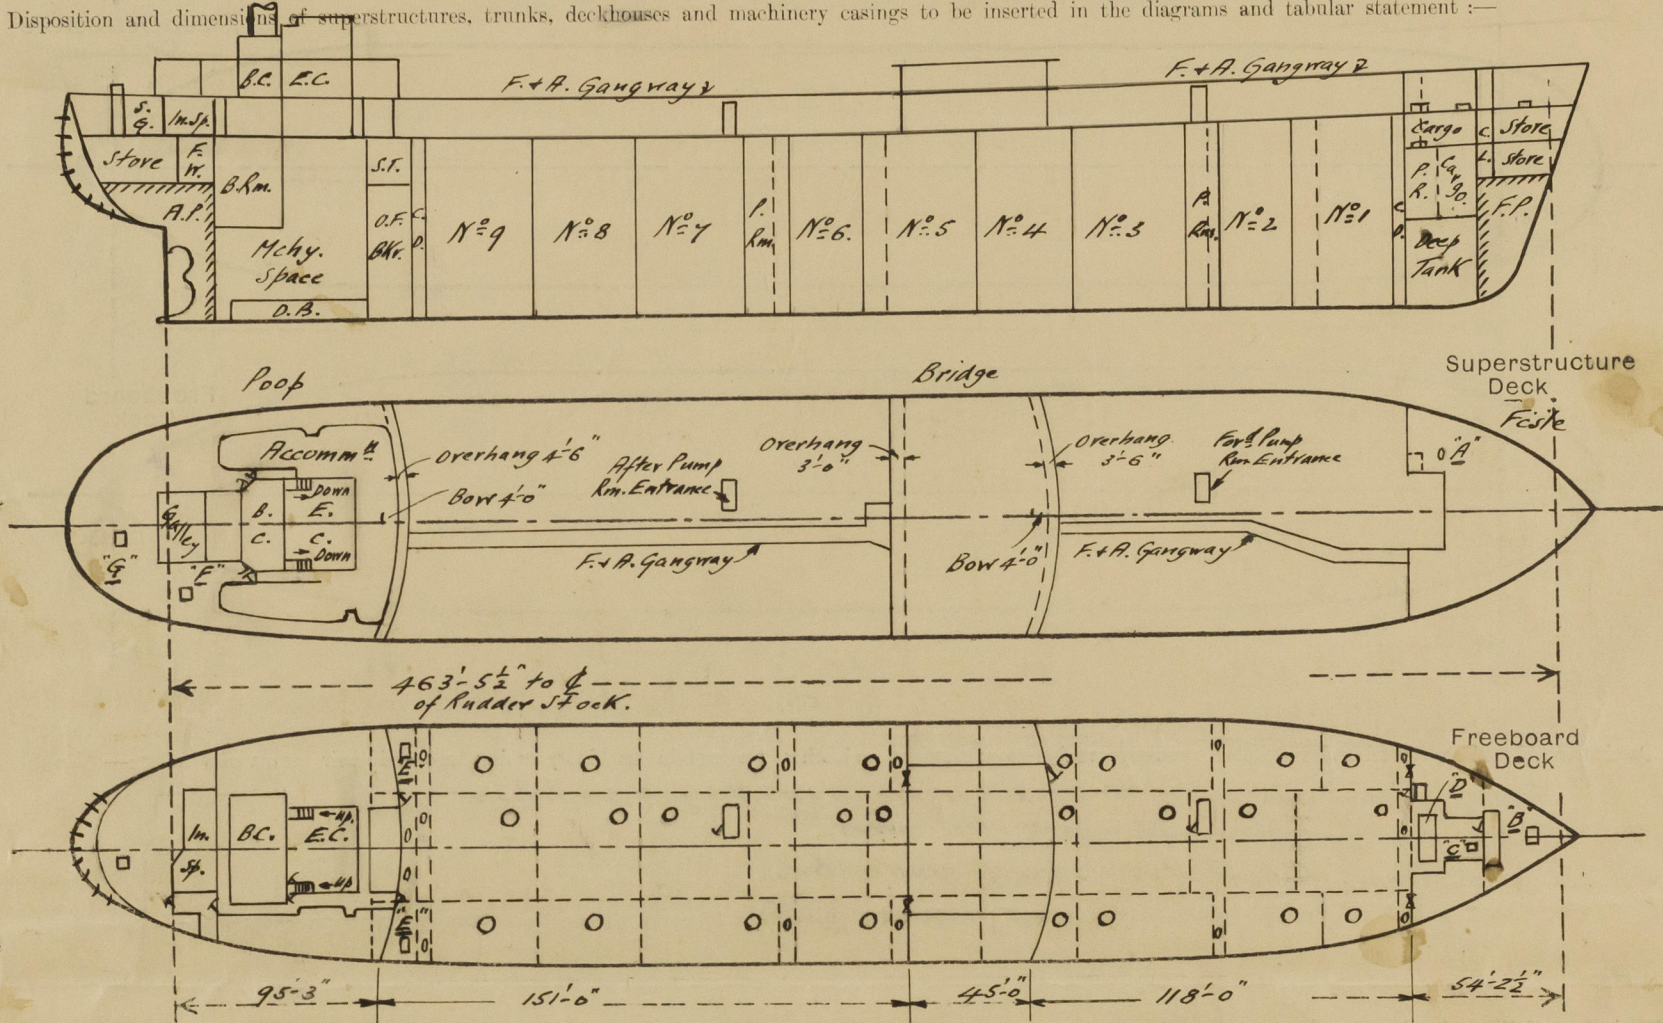 Disposition and dimensions of superstructures, trunks, deckhouses and machinery casings to be inserted in the diagrams and tabular statement :—
B.C. E.C.
F. & A. Gangway
F. & A. Gangway
S. G.
In. Sp.
Store
F. W.
B. Rm.
A.P.
Mchy. Space
D.B.
S.T.
O.F. Bkr.
C. D.
Nº 9
Nº 8
Nº 7
P. Rm.
Nº 6.
Nº 5
Nº 4
Nº 3
P. Rm.
Nº 2
Nº 1
C. D.
Cargo
P. R.
Cargo.
Deep Tank
C. L.
Store
Store
F.P.
Poop
Bridge
Superstructure
Deck
Fc'sle
Accommn
Overhang 4'-6"
Bow 4'-0"
After Pump
Rm. Entrance
Overhang
3'-0"
Overhang
3'-6"
Ford Pump
Rm. Entrance
"A"
Galley
B. C.
E. C.
Down
Down
"G"
"F"
F. & A. Gangway
Bow 4'-0"
F. & A. Gangway
463'-5½" to ℄
of Rudder Stock.
Freeboard
Deck
In. Sp.
B.C.
E.C.
up.
up
"E"
"E"
"D"
"C"
"B"
95'-3"
151'-0"
45'-0"
118'-0"
54'-2½"